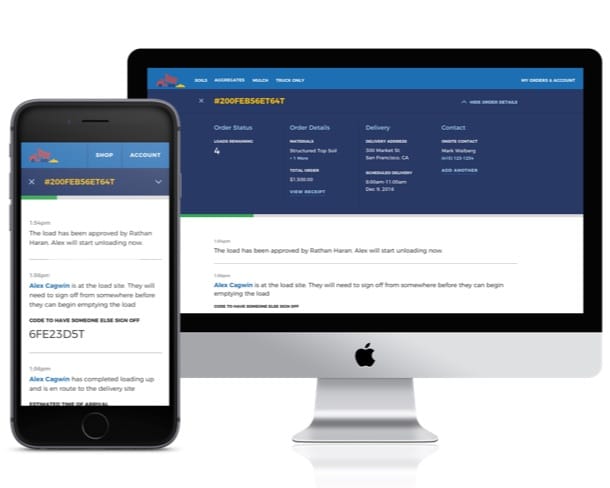 SOILS AGGREGATES MULCH TRUCK ONLY MY ORDERS & ACCOUNT
#200FEB56ET64T HIDE ORDER DETAILS
Order Status
LOADS REMAINING
4
Order Details
MATERIALS
Structured Top Soil
+ 1 More
TOTAL ORDER
$1,500.00
VIEW RECEIPT
Delivery
DELIVERY ADDRESS
300 Market St
San Francisco, CA
SCHEDULED DELIVERY
8:00am-11:00am
Dec 9, 2016
Contact
ONSITE CONTACT
Mark Walberg
(415) 123-1234
ADD ANOTHER
1:54pm
The load has been approved by Rathan Haran. Alex will start unloading now.
1:50pm
Alex Cagwin is at the load site. They will need to sign off from somewhere before they can begin
emptying the load
CODE TO HAVE SOMEONE ELSE SIGN OFF
SHOP ACCOUNT
#200FEB56ET64T
1:54pm
The load has been approved by Rathan
Haran. Alex will start unloading now.
1:50pm
Alex Cagwin is at the load site. They will
need to sign off from somewhere before
they can begin emptying the load
CODE TO HAVE SOMEONE ELSE SIGN OFF
6FE23D5T
Alex Cagwin has completed loading up
and is en route to the delivery site
ESTIMATED TIME OF ARRIVAL